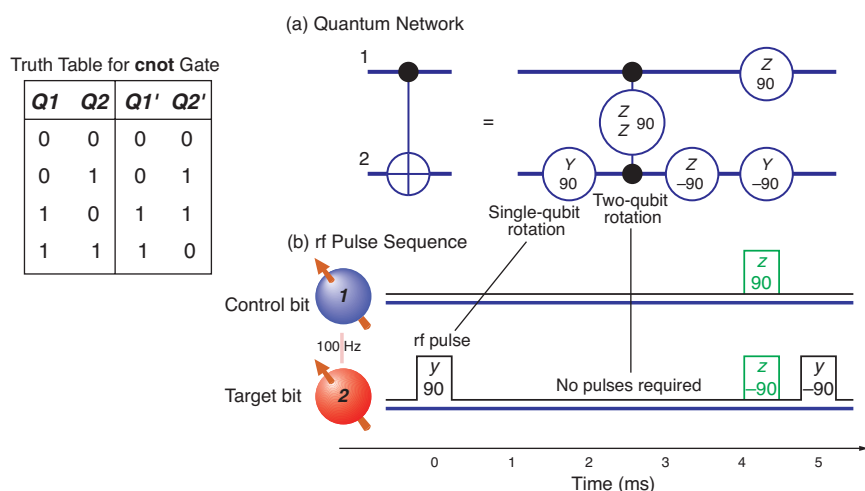 (a) Quantum Network
Truth Table for cnot Gate
Q1 Q2 Q1' Q2'
0 0 0 0
0 1 0 1
1 0 1 1
1 1 1 0
1
2
=
Z
90
Z
Z 90
Y
90
Z
–90
Y
–90
Single-qubit
rotation
Two-qubit
rotation
(b) rf Pulse Sequence
Control bit
1
z
90
100 Hz
rf pulse
Target bit
2
y
90
No pulses required
z
–90
y
–90
0 1 2 3 4 5
Time (ms)